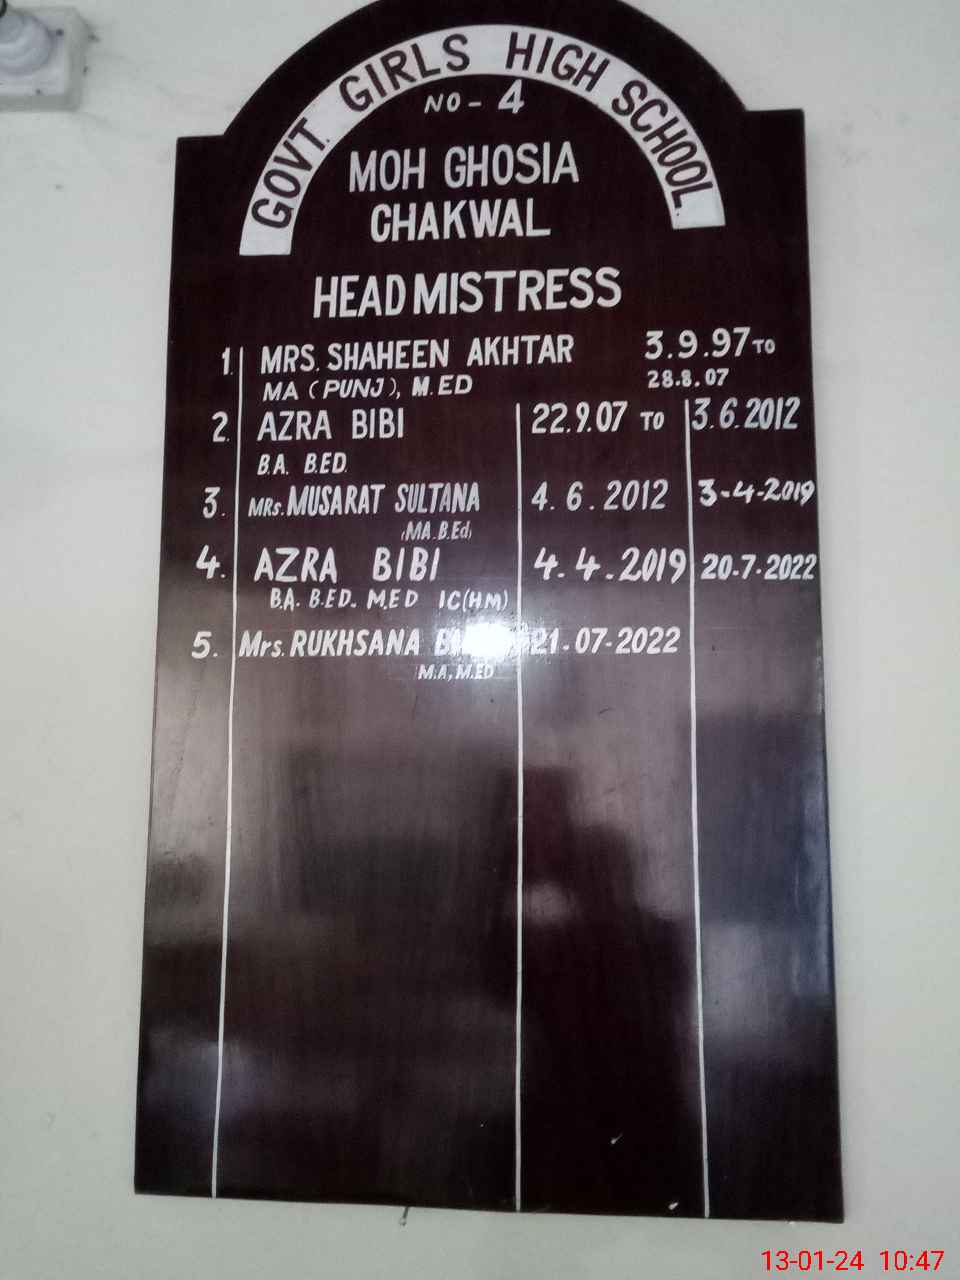 GOVT. GIRLS HIGH SCHOOL
NO - 4
MOH GHOSIA
CHAKWAL
HEADMISTRESS
1. MRS. SHAHEEN AKHTAR 3.9.97 TO
MA (PUNJ), M.ED 28.8.07
2. AZRA BIBI 22.9.07 TO 3.6.2012
B.A. B.ED.
3. MRs. MUSARAT SULTANA 4.6.2012 3-4-2019
MA.B.Ed,
4. AZRA BIBI 4.4.2019 20-7-2022
B.A. B.ED. M.ED IC(HM)
5. Mrs. RUKHSANA 21-07-2022
M.A, M.ED
13-01-24 10:47